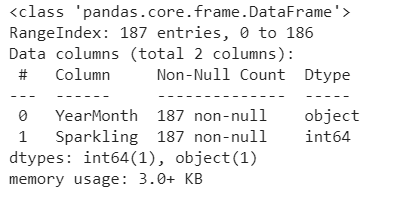 <class 'pandas.core.frame.DataFrame'>
RangeIndex: 187 entries, 0 to 186
Data columns (total 2 columns):
 #   Column     Non-Null Count  Dtype
---  ------     --------------  -----
 0   YearMonth  187 non-null    object
 1   Sparkling  187 non-null    int64
dtypes: int64(1), object(1)
memory usage: 3.0+ KB